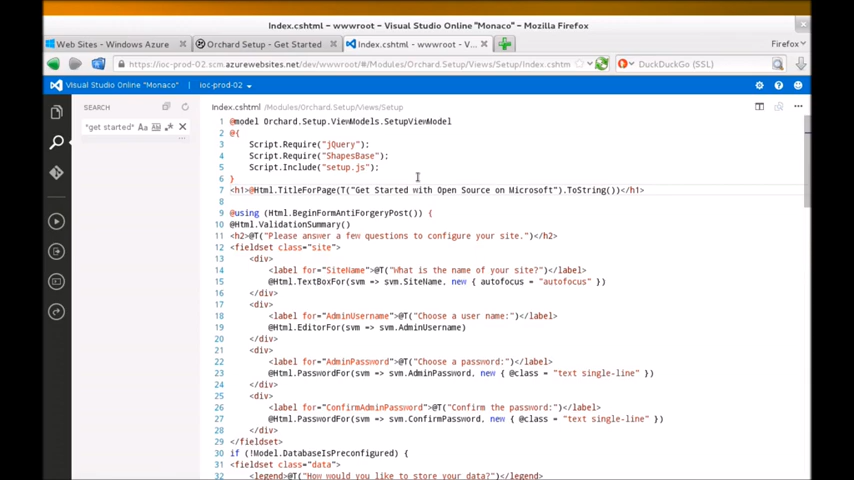 Index.cshtml - wwwroot - Visual Studio Online "Monaco" - Mozilla Firefox
Web Sites - Windows Azure
Orchard Setup - Get Started
Index.cshtml - wwwroot - V...
Firefox
https://ioc-prod-02.scm.azurewebsites.net/dev/wwwroot/#/Modules/Orchard.Setup/Views/Setup/Index.cshtm
DuckDuckGo (SSL)
Visual Studio Online "Monaco"
ioc-prod-02
SEARCH
"get started"
Aa
Index.cshtml /Modules/Orchard.Setup/Views/Setup
1 @model Orchard.Setup.ViewModels.SetupViewModel
2 @{
3 Script.Require("jQuery");
4 Script.Require("ShapesBase");
5 Script.Include("setup.js");
6 }
7 <h1>@Html.TitleForPage(T("Get Started with Open Source on Microsoft").ToString())</h1>
8
9 @using (Html.BeginFormAntiForgeryPost()) {
10 @Html.ValidationSummary()
11 <h2>@T("Please answer a few questions to configure your site.")</h2>
12 <fieldset class="site">
13 <div>
14 <label for="SiteName">@T("What is the name of your site?")</label>
15 @Html.TextBoxFor(svm => svm.SiteName, new { autofocus = "autofocus" })
16 </div>
17 <div>
18 <label for="AdminUsername">@T("Choose a user name:")</label>
19 @Html.EditorFor(svm => svm.AdminUsername)
20 </div>
21 <div>
22 <label for="AdminPassword">@T("Choose a password:")</label>
23 @Html.PasswordFor(svm => svm.AdminPassword, new { @class = "text single-line" })
24 </div>
25 <div>
26 <label for="ConfirmAdminPassword">@T("Confirm the password:")</label>
27 @Html.PasswordFor(svm => svm.ConfirmPassword, new { @class = "text single-line" })
28 </div>
29 </fieldset>
30 if (!Model.DatabaseIsPreconfigured) {
31 <fieldset class="data">
32 <legend>@T("How would you like to store your data?")</legend>